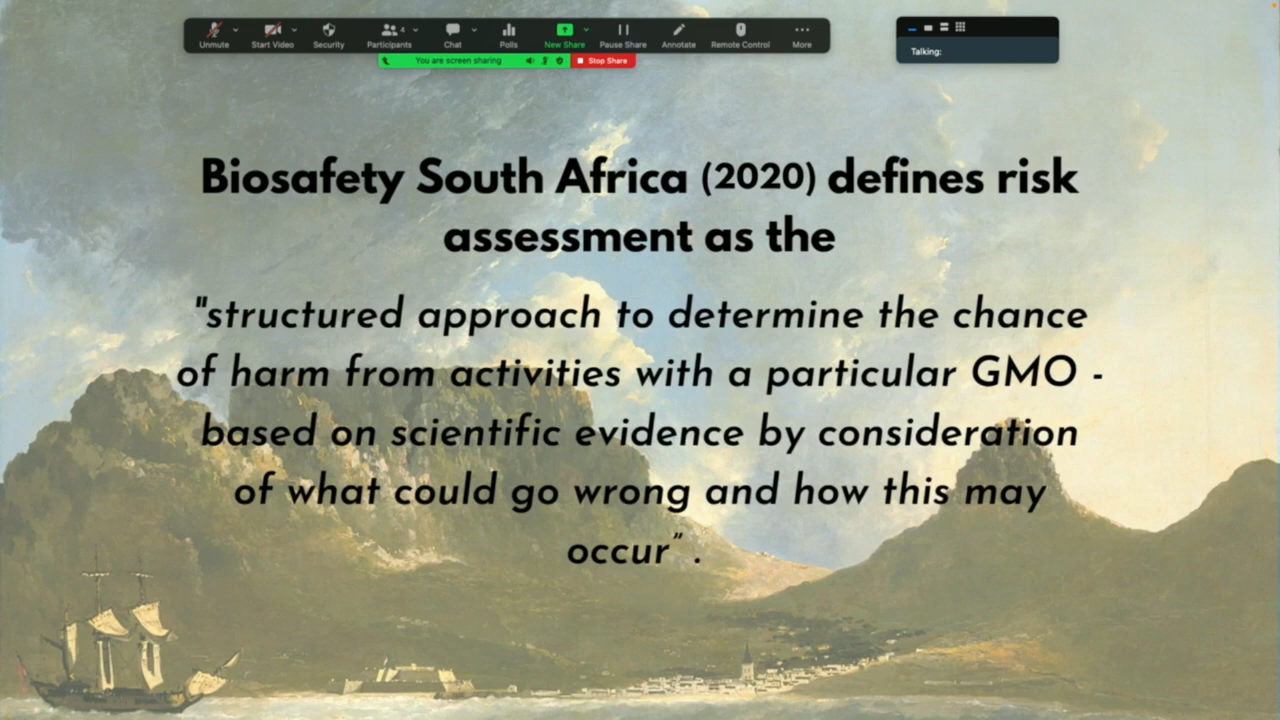 Unmute
Start Video
Security
Participants
4
Chat
Polls
New Share
Pause Share
Annotate
Remote Control
More
You are screen sharing
Stop Share
Talking:
Biosafety South Africa (2020) defines risk
assessment as the
"structured approach to determine the chance
of harm from activities with a particular GMO -
based on scientific evidence by consideration
of what could go wrong and how this may
occur” .